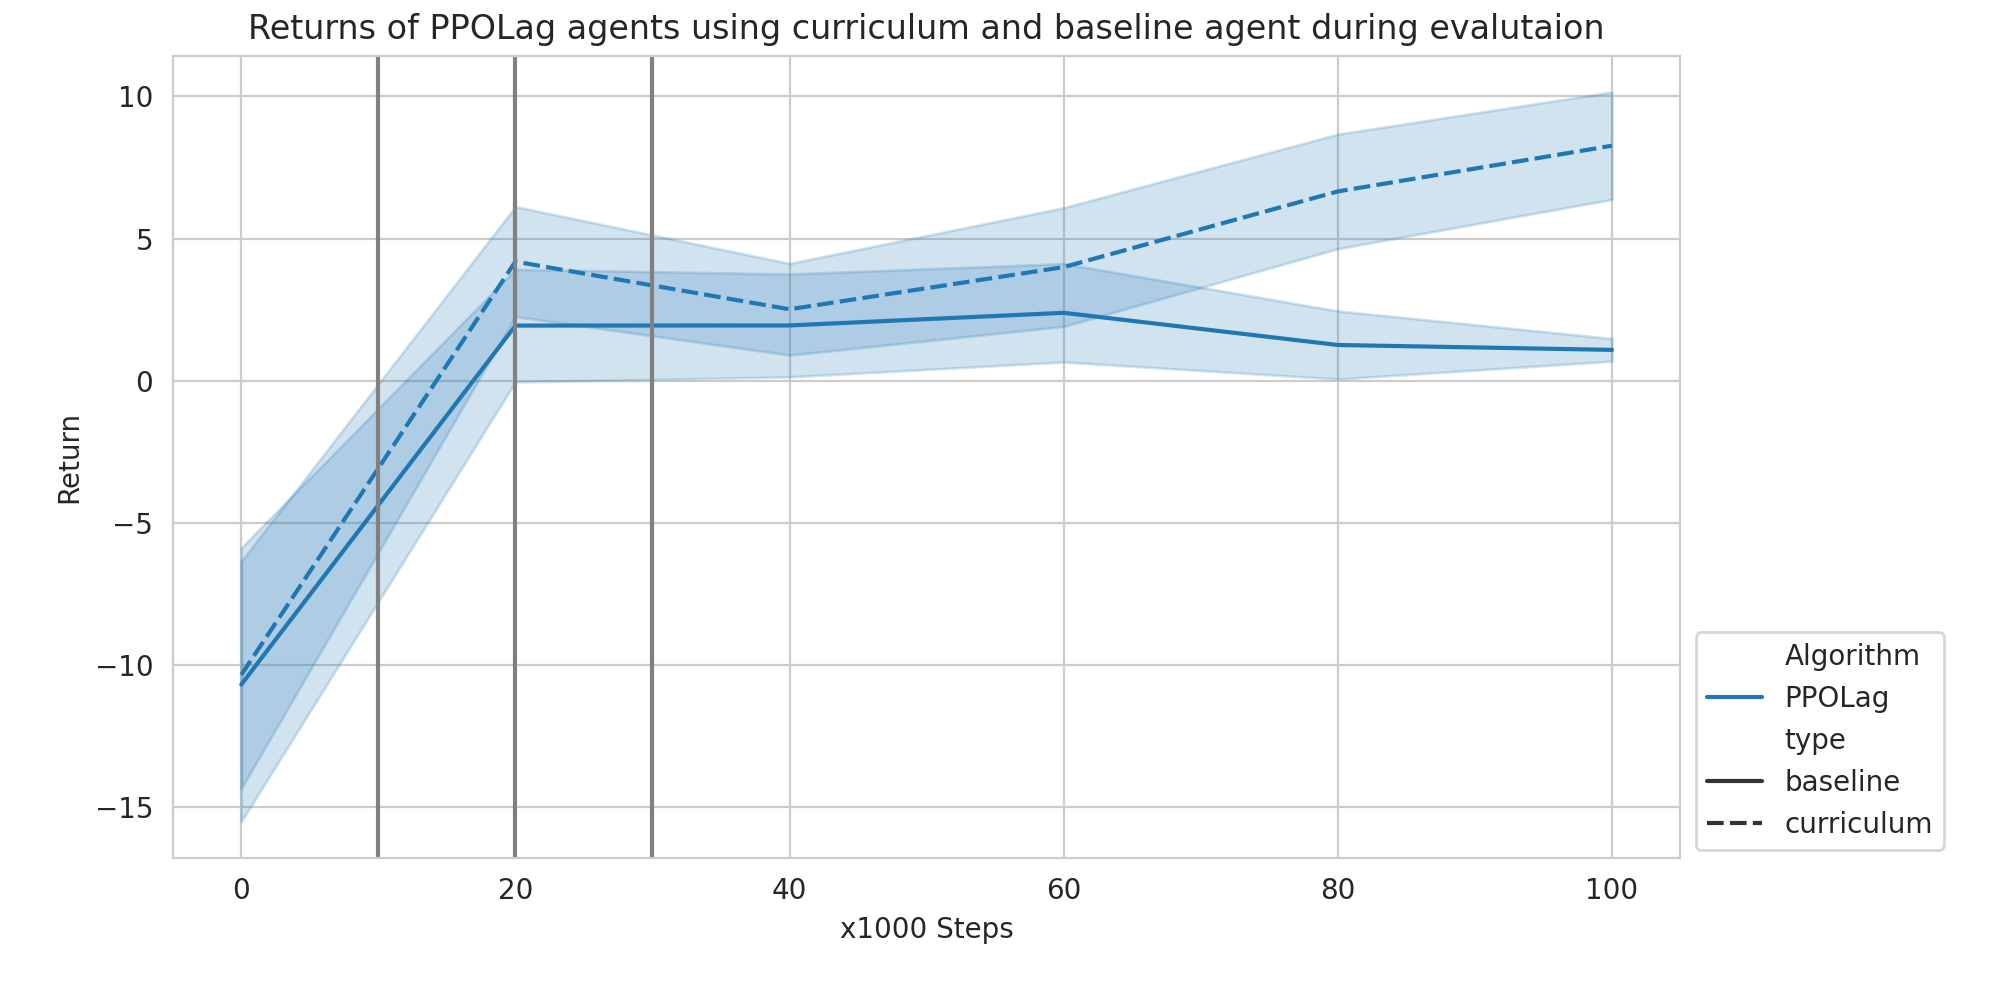 Returns of PPOLag agents using curriculum and baseline agent during evalutaion
10
5
0
−5
−10
−15
Return
0 20 40 60 80 100
x1000 Steps
Algorithm
PPOLag
type
baseline
curriculum